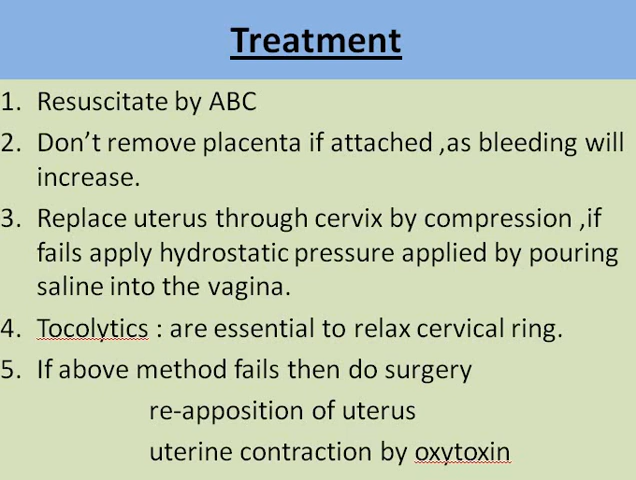 Treatment
1. Resuscitate by ABC
2. Don't remove placenta if attached ,as bleeding will
increase.
3. Replace uterus through cervix by compression ,if
fails apply hydrostatic pressure applied by pouring
saline into the vagina.
4. Tocolytics : are essential to relax cervical ring.
5. If above method fails then do surgery
re-apposition of uterus
uterine contraction by oxytoxin